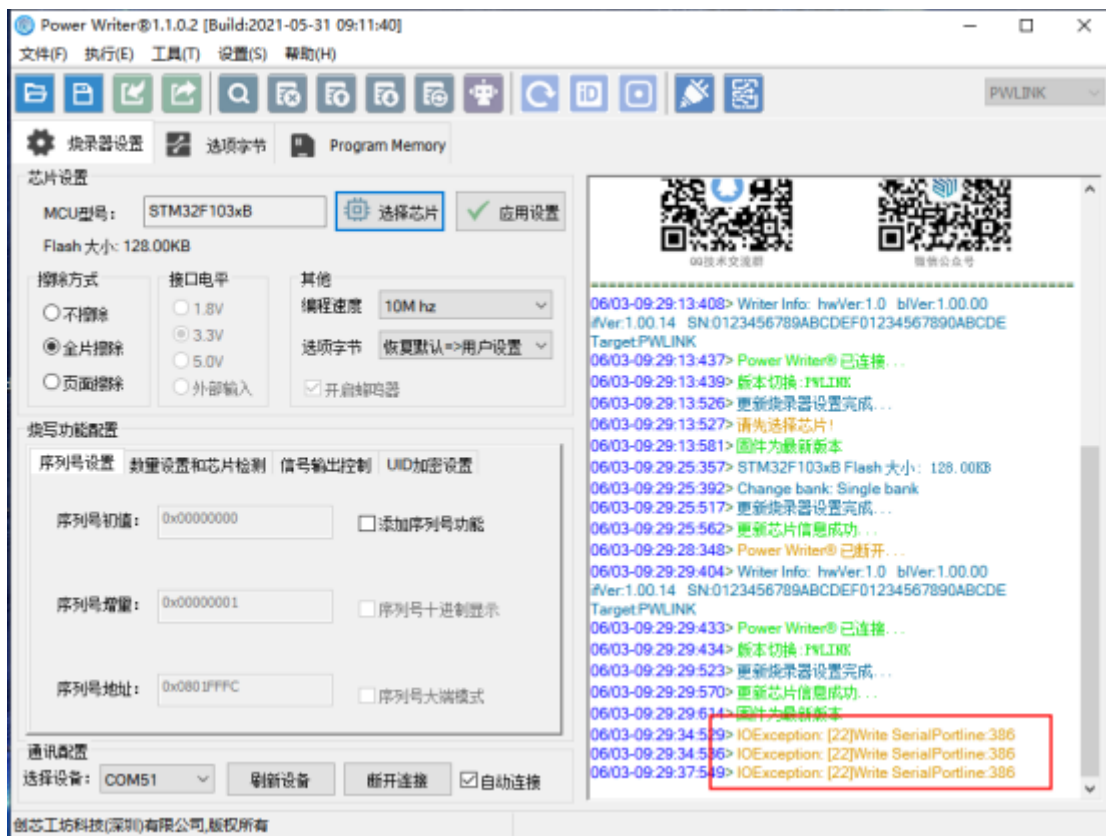 Power Writer®1.1.0.2 [Build:2021-05-31 09:11:40]
文件(F) 执行(E) 工具(T) 设置(S) 帮助(H)
iD
PWLINK
烧录器设置 选项字节 Program Memory
芯片设置
MCU型号: STM32F103xB 选择芯片 应用设置
Flash 大小: 128.00KB
擦除方式
不擦除
全片擦除
页面擦除
接口电平
1.8V
3.3V
5.0V
外部输入
其他
编程速度 10M hz
选项字节 恢复默认=>用户设置
开启蜂鸣器
烧写功能配置
序列号设置 数量设置和芯片检测 信号输出控制 UID加密设置
序列号初值: 0x00000000 添加序列号功能
序列号增量: 0x00000001 序列号十进制显示
序列号地址: 0x0801FFFC 序列号大端模式
通讯配置
选择设备: COM51 刷新设备 断开连接 自动连接
创芯工坊科技(深圳)有限公司,版权所有
QQ技术交流群 微信公众号
06/03-09:29:13:408> Writer Info: hwVer:1.0 blVer:1.00.00
ifVer:1.00.14 SN:0123456789ABCDEF01234567890ABCDE
Target:PWLINK
06/03-09:29:13:437> Power Writer® 已连接...
06/03-09:29:13:439> 版本切换:PWLINK
06/03-09:29:13:526> 更新烧录器设置完成...
06/03-09:29:13:527> 请先选择芯片!
06/03-09:29:13:581> 固件为最新版本
06/03-09:29:25:357> STM32F103xB Flash 大小: 128.00KB
06/03-09:29:25:392> Change bank: Single bank
06/03-09:29:25:517> 更新烧录器设置完成...
06/03-09:29:25:562> 更新芯片信息成功...
06/03-09:29:28:348> Power Writer® 已断开...
06/03-09:29:29:404> Writer Info: hwVer:1.0 blVer:1.00.00
ifVer:1.00.14 SN:0123456789ABCDEF01234567890ABCDE
Target:PWLINK
06/03-09:29:29:433> Power Writer® 已连接...
06/03-09:29:29:434> 版本切换:PWLINK
06/03-09:29:29:523> 更新烧录器设置完成...
06/03-09:29:29:570> 更新芯片信息成功...
06/03-09:29:29:614> 固件为最新版本
06/03-09:29:34:529> IOException: [22]Write SerialPortline:386
06/03-09:29:34:536> IOException: [22]Write SerialPortline:386
06/03-09:29:37:549> IOException: [22]Write SerialPortline:386